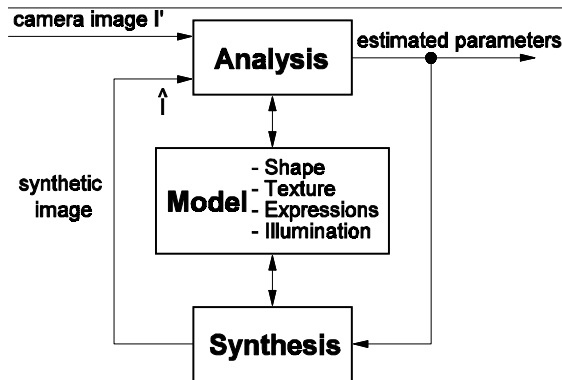 camera image I'
Analysis
estimated parameters
Î
synthetic
image
Model
- Shape
- Texture
- Expressions
- Illumination
Synthesis